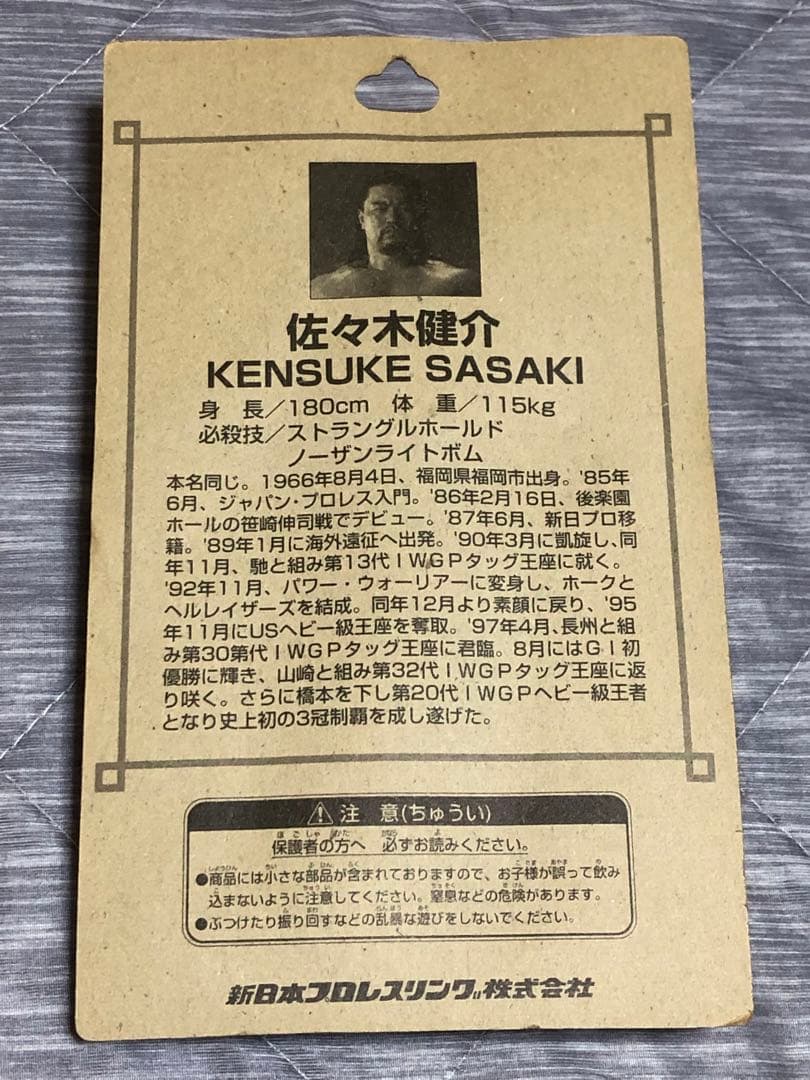 佐々木健介
KENSUKE SASAKI
身 長/180cm 体 重/115kg
必殺技/ストラングルホールド
ノーザンライトボム
本名同じ。1966年8月4日、福岡県福岡市出身。'85年
6月、ジャパン・プロレス入門。'86年2月16日、後楽園
ホールの笹崎伸司戦でデビュー。'87年6月、新日プロ移
籍。'89年1月に海外遠征へ出発。'90年3月に凱旋し、同
年11月、馳と組み第13代IWGPタッグ王座に就く。
'92年11月、パワー・ウォーリアーに変身し、ホークと
ヘルレイザーズを結成。同年12月より素顔に戻り、'95
年11月にUSヘビー級王座を奪取。'97年4月、長州と組
み第30第代IWGPタッグ王座に君臨。8月にはGI初
優勝に輝き、山崎と組み第32代IWGPタッグ王座に返
り咲く。さらに橋本を下し第20代IWGPヘビー級王者
となり史上初の3冠制覇を成し遂げた。
注 意(ちゅうい)
保護者の方へ 必ずお読みください。
●商品には小さな部品が含まれておりますので、お子様が誤って飲み
込まないように注意してください。窒息などの危険があります。
●ぶつけたり振り回すなどの乱暴な遊びをしないでください。
新日本プロレスリング株式会社